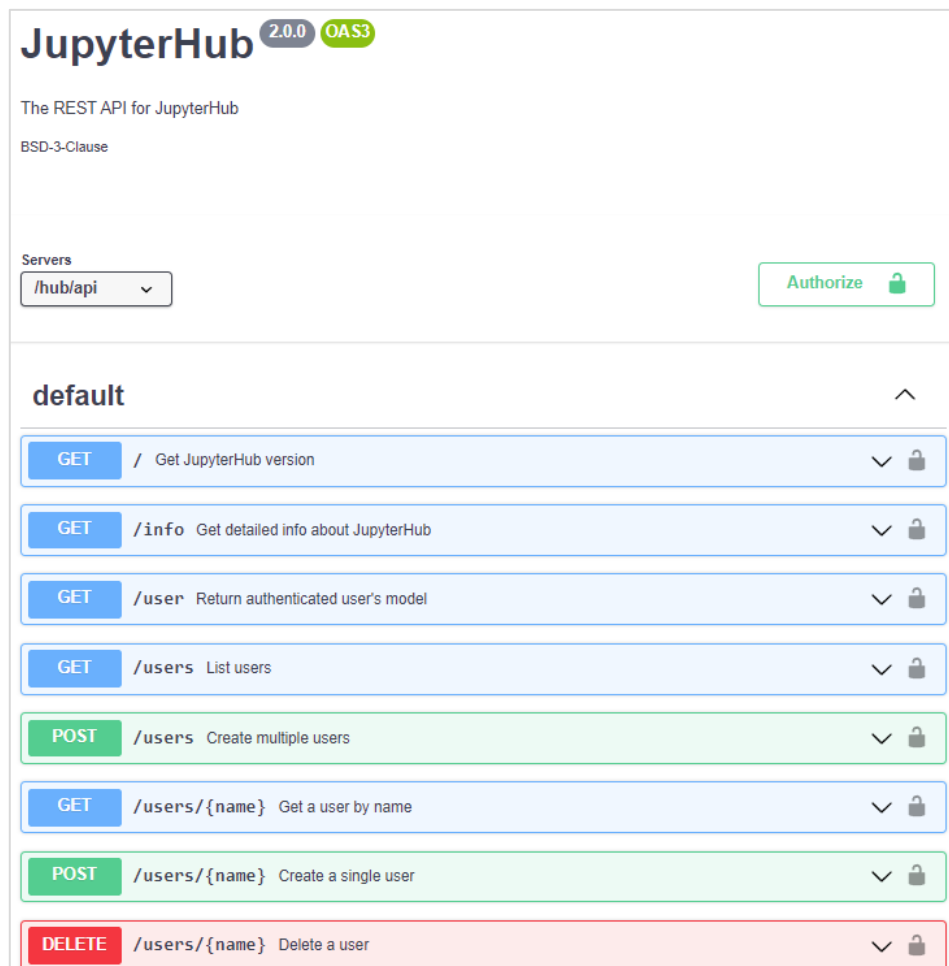 JupyterHub 2.0.0 OAS3
The REST API for JupyterHub
BSD-3-Clause
Servers
/hub/api
Authorize
default
GET / Get JupyterHub version
GET /info Get detailed info about JupyterHub
GET /user Return authenticated user's model
GET /users List users
POST /users Create multiple users
GET /users/{name} Get a user by name
POST /users/{name} Create a single user
DELETE /users/{name} Delete a user